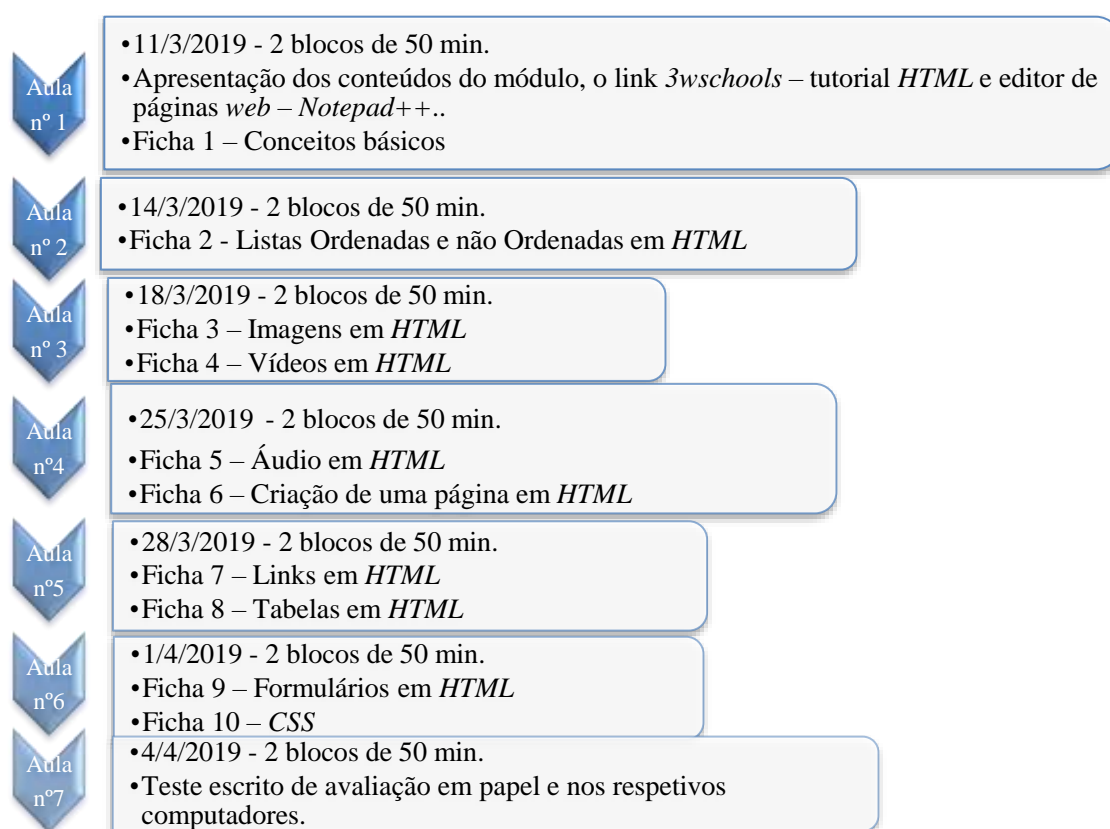 Aula
nº 1
•11/3/2019 - 2 blocos de 50 min.
•Apresentação dos conteúdos do módulo, o link 3wschools – tutorial HTML e editor de
páginas web – Notepad++..
•Ficha 1 – Conceitos básicos
Aula
nº 2
•14/3/2019 - 2 blocos de 50 min.
•Ficha 2 - Listas Ordenadas e não Ordenadas em HTML
Aula
nº 3
•18/3/2019 - 2 blocos de 50 min.
•Ficha 3 – Imagens em HTML
•Ficha 4 – Vídeos em HTML
Aula
nº4
•25/3/2019 - 2 blocos de 50 min.
•Ficha 5 – Áudio em HTML
•Ficha 6 – Criação de uma página em HTML
Aula
nº5
•28/3/2019 - 2 blocos de 50 min.
•Ficha 7 – Links em HTML
•Ficha 8 – Tabelas em HTML
Aula
nº6
•1/4/2019 - 2 blocos de 50 min.
•Ficha 9 – Formulários em HTML
•Ficha 10 – CSS
Aula
nº7
•4/4/2019 - 2 blocos de 50 min.
•Teste escrito de avaliação em papel e nos respetivos
computadores.